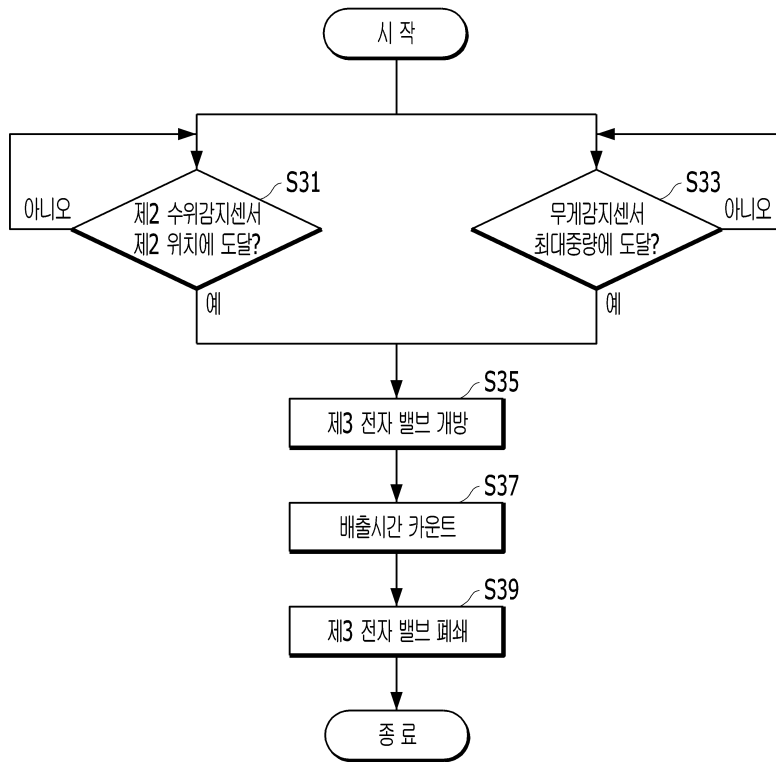 시 작
S31
제2 수위감지센서
제2 위치에 도달?
아니오
예
S33
무게감지센서
최대중량에 도달?
아니오
예
S35
제3 전자 밸브 개방
S37
배출시간 카운트
S39
제3 전자 밸브 폐쇄
종 료